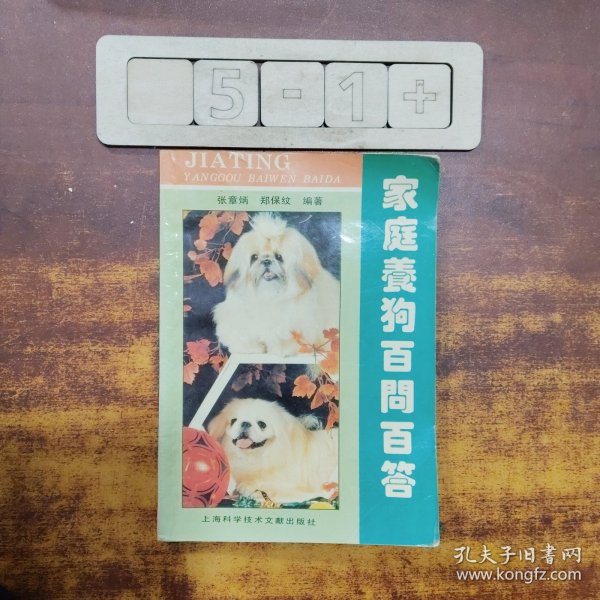 5 - 1 +
JIATING
YANGGOU BAIWEN BAIDA
张章炳 郑保纹 编著
家庭養狗百問百答
上海科学技术文献出版社
孔夫子旧书网
www.kongfz.com